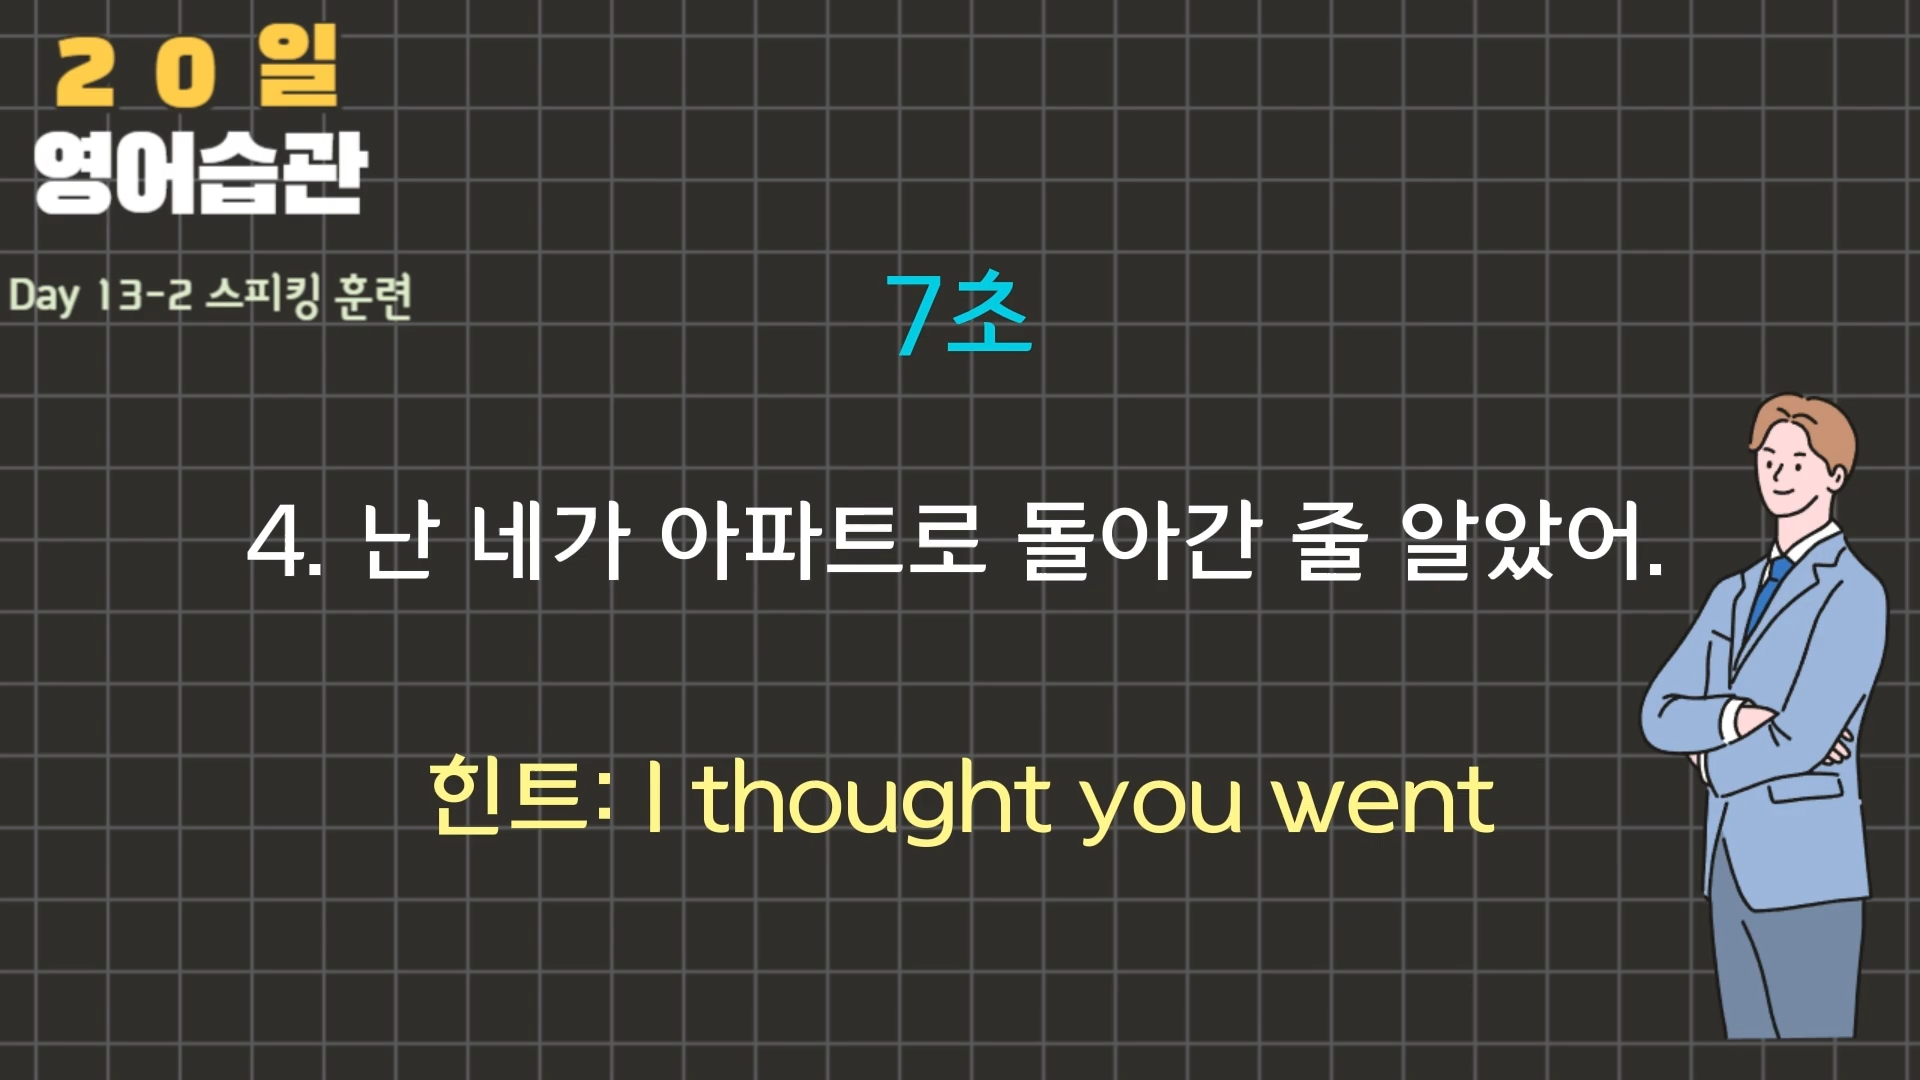 20일
영어습관
Day 13-2 스피킹 훈련
7초
4. 난 네가 아파트로 돌아간 줄 알았어.
힌트: I thought you went